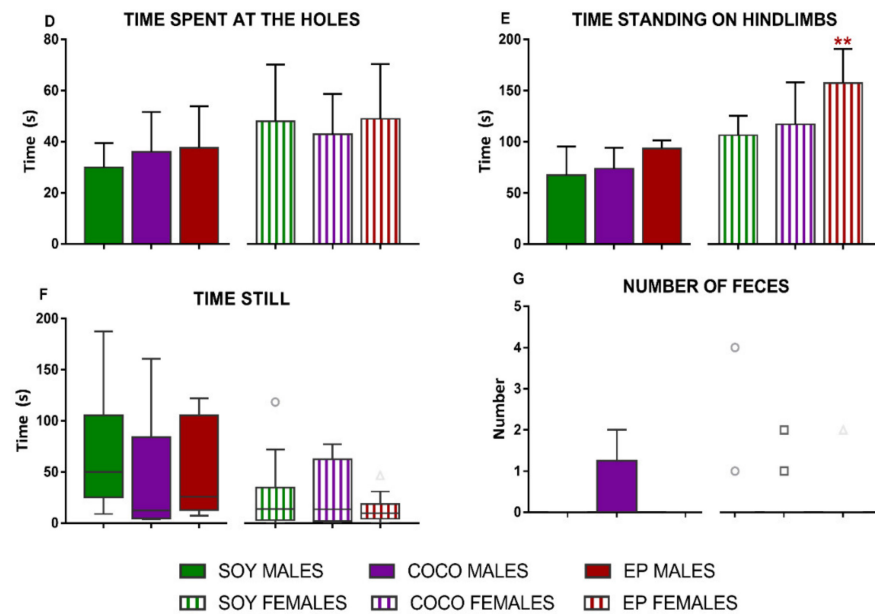 D TIME SPENT AT THE HOLES
80
60
40
20
0
Time (s)
E TIME STANDING ON HINDLIMBS
200
150
100
50
0
Time (s)
**
F TIME STILL
200
150
100
50
0
Time (s)
G NUMBER OF FECES
5
4
3
2
1
0
Number
SOY MALES COCO MALES EP MALES
SOY FEMALES COCO FEMALES EP FEMALES